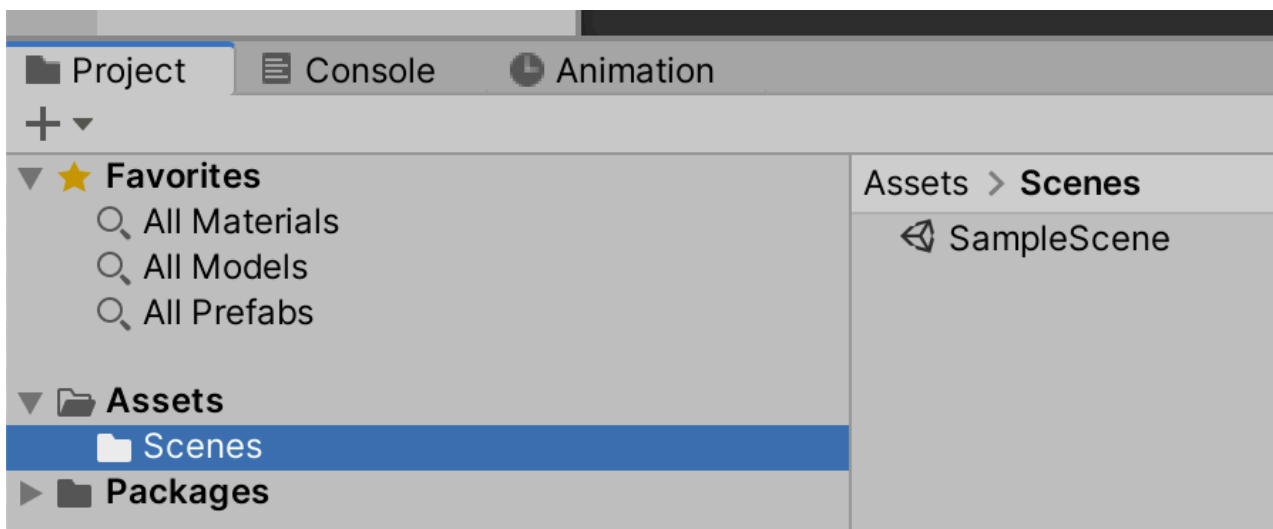 Project Console Animation
Favorites
All Materials
All Models
All Prefabs
Assets
Scenes
Packages
Assets > Scenes
SampleScene